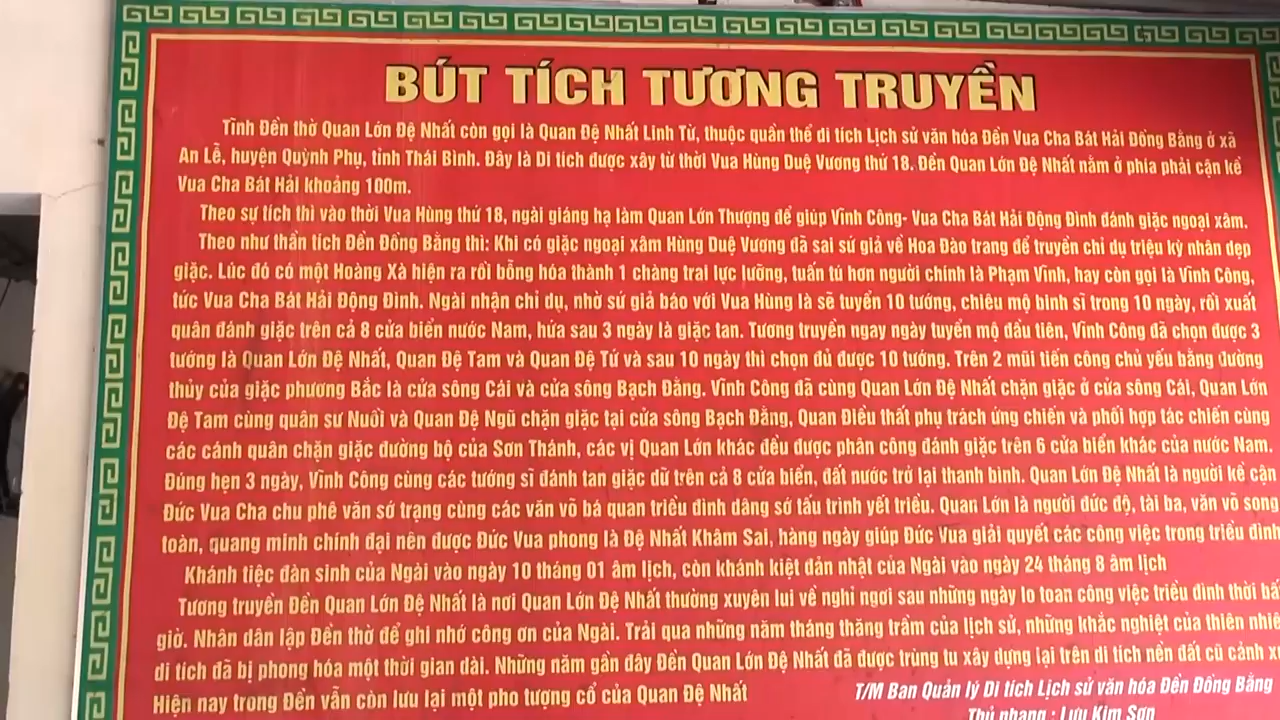 BÚT TÍCH TƯƠNG TRUYỀN
Tĩnh Đền thờ Quan Lớn Đệ Nhất còn gọi là Quan Đệ Nhất Linh Từ, thuộc quần thể di tích Lịch sử văn hóa Đền Vua Cha Bát Hải Đồng Bằng ở xã
An Lễ, huyện Quỳnh Phụ, tỉnh Thái Bình. Đây là Di tích được xây từ thời Vua Hùng Duệ Vương thứ 18. Đền Quan Lớn Đệ Nhất nằm ở phía phải cận kề
Vua Cha Bát Hải khoảng 100m.
Theo sự tích thì vào thời Vua Hùng thứ 18, ngài giáng hạ làm Quan Lớn Thượng để giúp Vĩnh Công- Vua Cha Bát Hải Động Đình đánh giặc ngoại xâm.
Theo như thần tích Đền Đồng Bằng thì: Khi có giặc ngoại xâm Hùng Duệ Vương đã sai sứ giả về Hoa Đào trang để truyền chỉ dụ triệu kỳ nhân dẹp
giặc. Lúc đó có một Hoàng Xà hiện ra rồi bỗng hóa thành 1 chàng trai lực lưỡng, tuấn tú hơn người chính là Phạm Vĩnh, hay còn gọi là Vĩnh Công,
tức Vua Cha Bát Hải Động Đình. Ngài nhận chỉ dụ, nhờ sứ giả báo với Vua Hùng là sẽ tuyển 10 tướng, chiêu mộ binh sĩ trong 10 ngày, rồi xuất
quân đánh giặc trên cả 8 cửa biển nước Nam, hứa sau 3 ngày là giặc tan. Tương truyền ngay ngày tuyển mộ đầu tiên, Vĩnh Công đã chọn được 3
tướng là Quan Lớn Đệ Nhất, Quan Đệ Tam và Quan Đệ Tứ và sau 10 ngày thì chọn đủ được 10 tướng. Trên 2 mũi tiến công chủ yếu bằng đường
thủy của giặc phương Bắc là cửa sông Cái và cửa sông Bạch Đằng. Vĩnh Công đã cùng Quan Lớn Đệ Nhất chặn giặc ở cửa sông Cái, Quan Lớn
Đệ Tam cùng quân sư Nuôi và Quan Đệ Ngũ chặn giặc tại cửa sông Bạch Đằng, Quan Điều thất phụ trách ứng chiến và phối hợp tác chiến cùng
các cánh quân chặn giặc đường bộ của Sơn Thánh, các vị Quan Lớn khác đều được phân công đánh giặc trên 6 cửa biển khác của nước Nam.
Đúng hẹn 3 ngày, Vĩnh Công cùng các tướng sĩ đánh tan giặc dữ trên cả 8 cửa biển, đất nước trở lại thanh bình. Quan Lớn Đệ Nhất là người kề cận
Đức Vua Cha chu phê văn sớ trạng cùng các văn võ bá quan triều đình dâng sớ tấu trình yết triều. Quan Lớn là người đức độ, tài ba, văn võ song
toàn, quang minh chính đại nên được Đức Vua phong là Đệ Nhất Khâm Sai, hàng ngày giúp Đức Vua giải quyết các công việc trong triều đình
Khánh tiệc đàn sinh của Ngài vào ngày 10 tháng 01 âm lịch, còn khánh kiệt đản nhật của Ngài vào ngày 24 tháng 8 âm lịch
Tương truyền Đền Quan Lớn Đệ Nhất là nơi Quan Lớn Đệ Nhất thường xuyên lui về nghỉ ngơi sau những ngày lo toan công việc triều đình thời bấ
giờ. Nhân dân lập Đền thờ để ghi nhớ công ơn của Ngài. Trải qua những năm tháng thăng trầm của lịch sử, những khắc nghiệt của thiên nhiê
di tích đã bị phong hóa một thời gian dài. Những năm gần đây Đền Quan Lớn Đệ Nhất đã được trùng tu xây dựng lại trên di tích nền đất cũ cảnh x
Hiện nay trong Đền vẫn còn lưu lại một pho tượng cổ của Quan Đệ Nhất
T/M Ban Quản lý Di tích Lịch sử văn hóa Đền Đồng Bằng
Thủ nhang : Lưu Kim Sơn